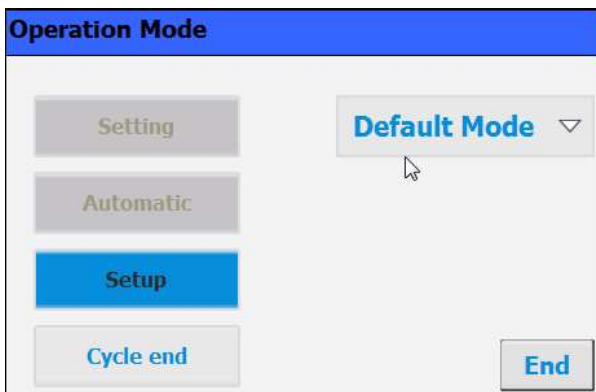 Operation Mode
Setting
Default Mode
Automatic
Setup
Cycle end
End